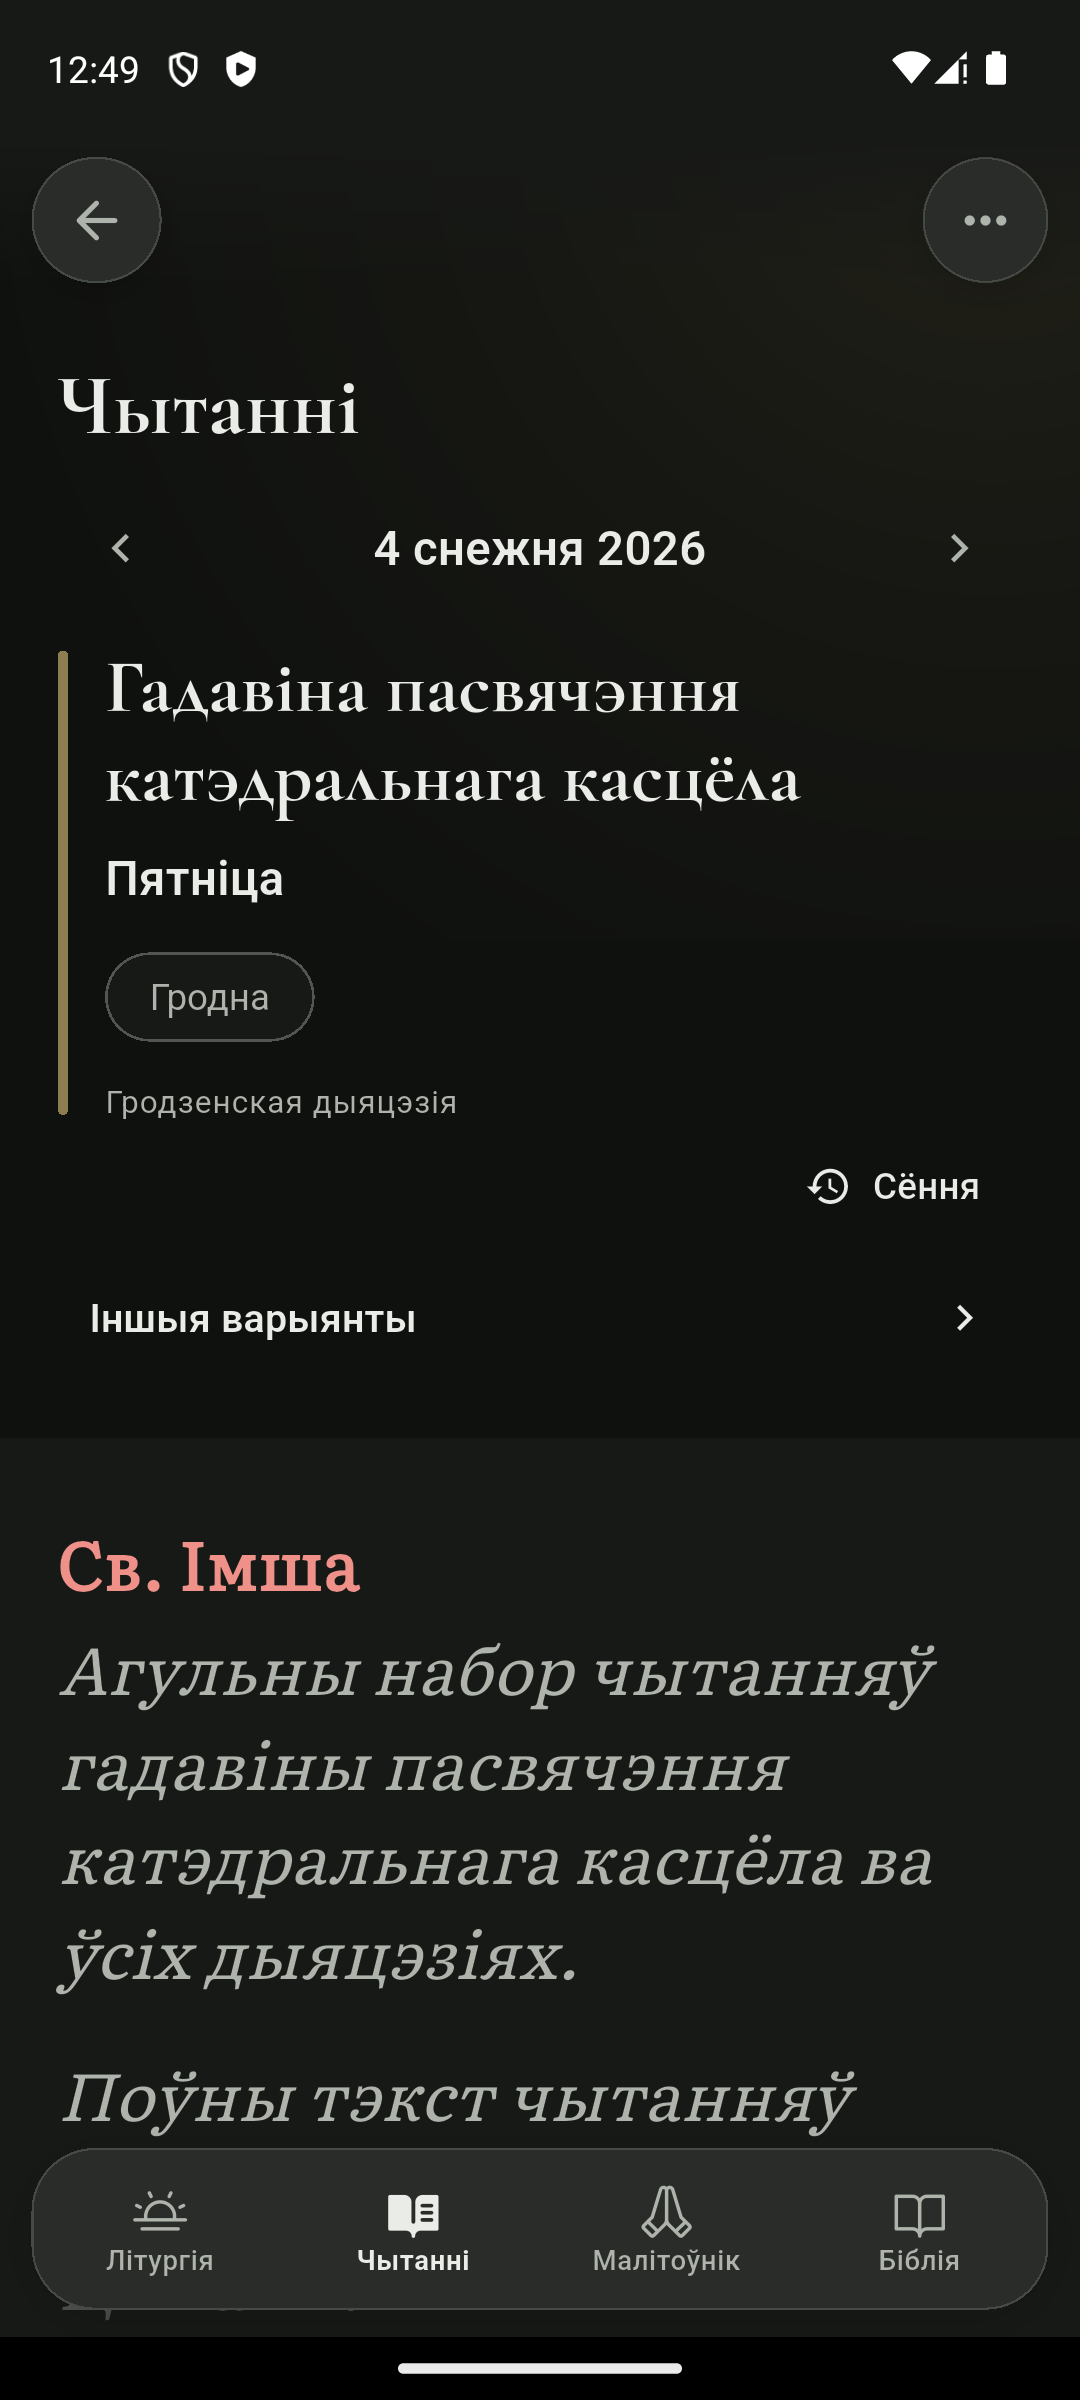 12:49
Чытанні
4 снежня 2026
Гадавіна пасвячэння
катэдральнага касцёла
Пятніца
Гродна
Гродзенская дыяцэзія
Сёння
Іншыя варыянты
Св. Імша
Агульны набор чытанняў
гадавіны пасвячэння
катэдральнага касцёла ва
ўсіх дыяцэзіях.
Поўны тэкст чытанняў
Літургія
Чытанні
Малітоўнік
Біблія